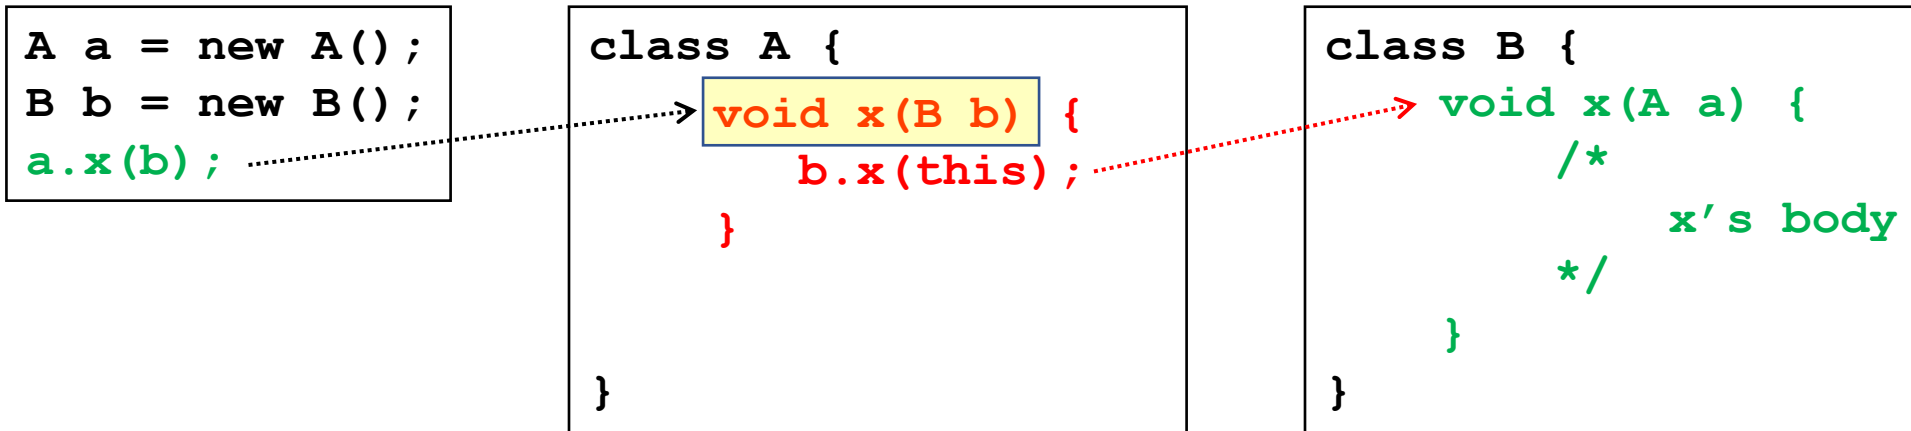 A a = new A();
B b = new B();
a.x(b);
class A {
void x(B b) {
b.x(this);
}
}
class B {
void x(A a) {
/*
x’s body
*/
}
}